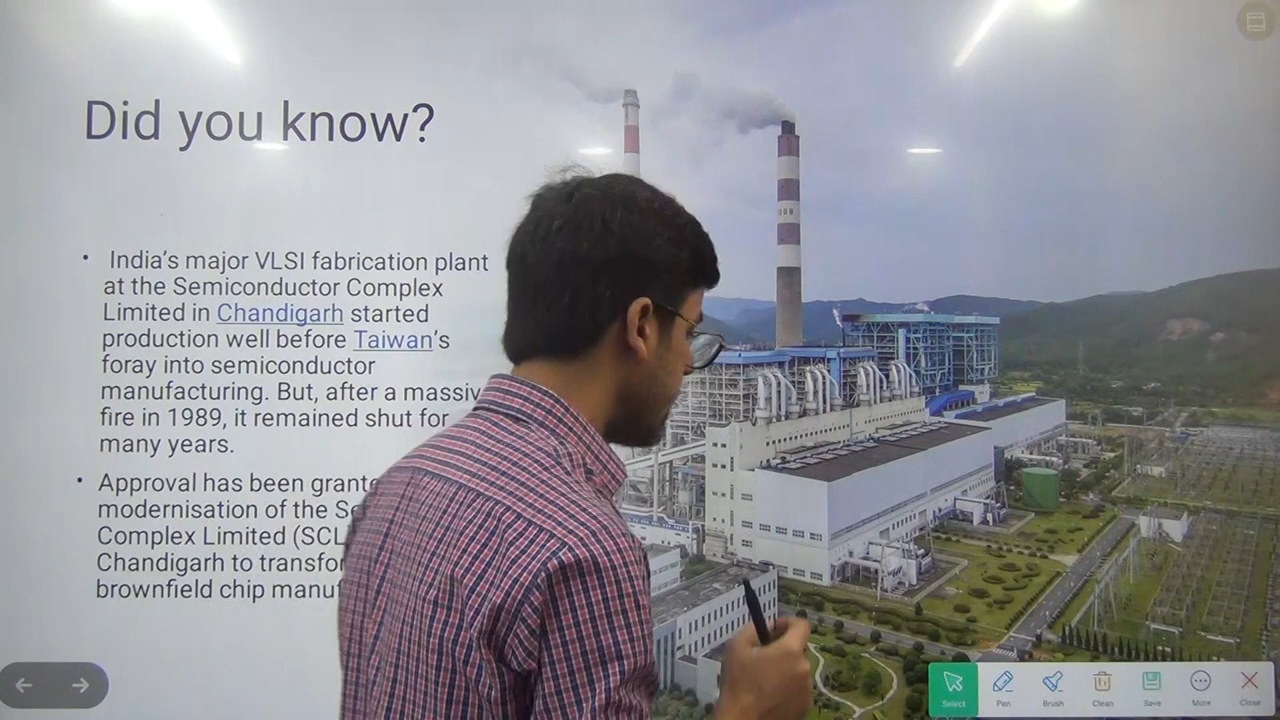 Did you know?
• India's major VLSI fabrication plant
at the Semiconductor Complex
Limited in Chandigarh started
production well before Taiwan's
foray into semiconductor
manufacturing. But, after a massiv
fire in 1989, it remained shut for
many years.
• Approval has been grante
modernisation of the Se
Complex Limited (SCL
Chandigarh to transfor
brownfield chip manuf
Select Pen Brush Clean Save More Close